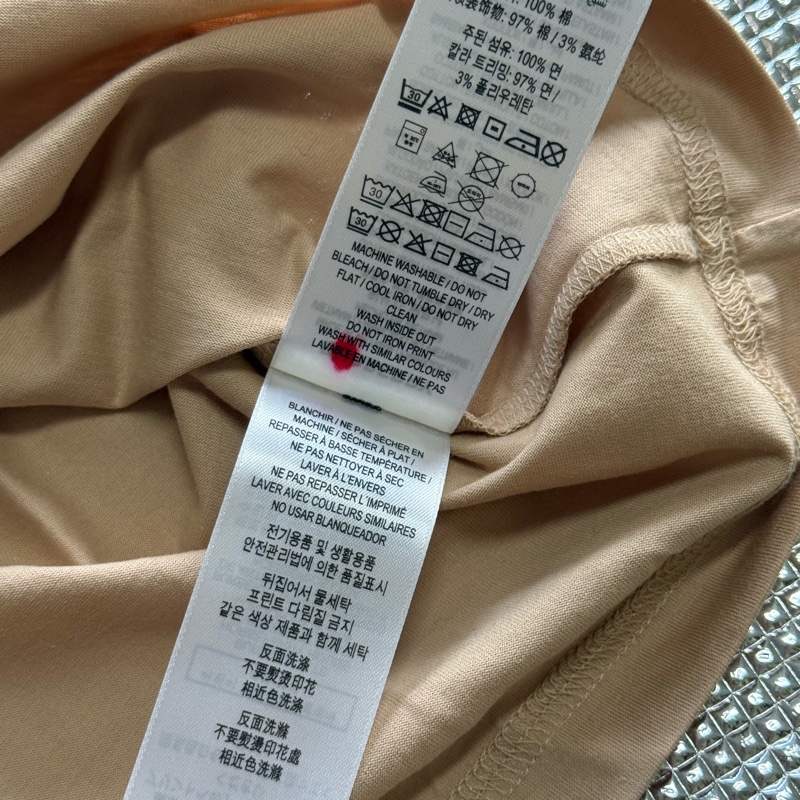 100% 棉
装饰物: 97% 棉 / 3% 氨纶
주된 섬유: 100% 면
칼라 트리밍: 97% 면 /
3% 폴리우레탄
30
30
30
MACHINE WASHABLE / DO NOT
BLEACH / DO NOT TUMBLE DRY / DRY
FLAT / COOL IRON / DO NOT DRY
CLEAN
WASH INSIDE OUT
DO NOT IRON PRINT
WASH WITH SIMILAR COLOURS
LAVABLE EN MACHINE / NE PAS
BLANCHIR / NE PAS SÉCHER EN
MACHINE / SÉCHER À PLAT /
REPASSER À BASSE TEMPÉRATURE /
NE PAS NETTOYER À SEC
LAVER À L'ENVERS
NE PAS REPASSER L'IMPRIMÉ
LAVER AVEC COULEURS SIMILAIRES
NO USAR BLANQUEADOR
전기용품 및 생활용품
안전관리법에 의한 품질표시
뒤집어서 물세탁
프린트 다림질 금지
같은 색상 제품과 함께 세탁
反面洗涤
不要熨烫印花
相近色洗涤
反面洗滌
不要熨燙印花處
相近色洗滌